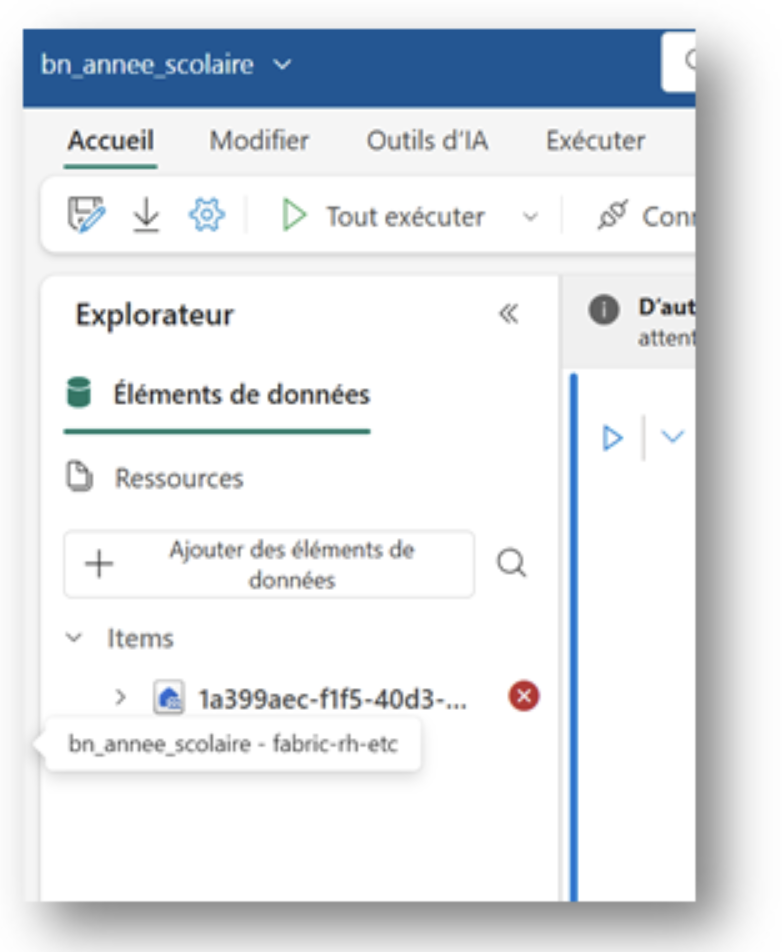 bn_annee_scolaire
Accueil Modifier Outils d'IA Exécuter
Tout exécuter
Explorateur
Éléments de données
Ressources
Ajouter des éléments de
données
Items
1a399aec-f1f5-40d3-...
bn_annee_scolaire - fabric-rh-etc
D'aut
attent
Conn